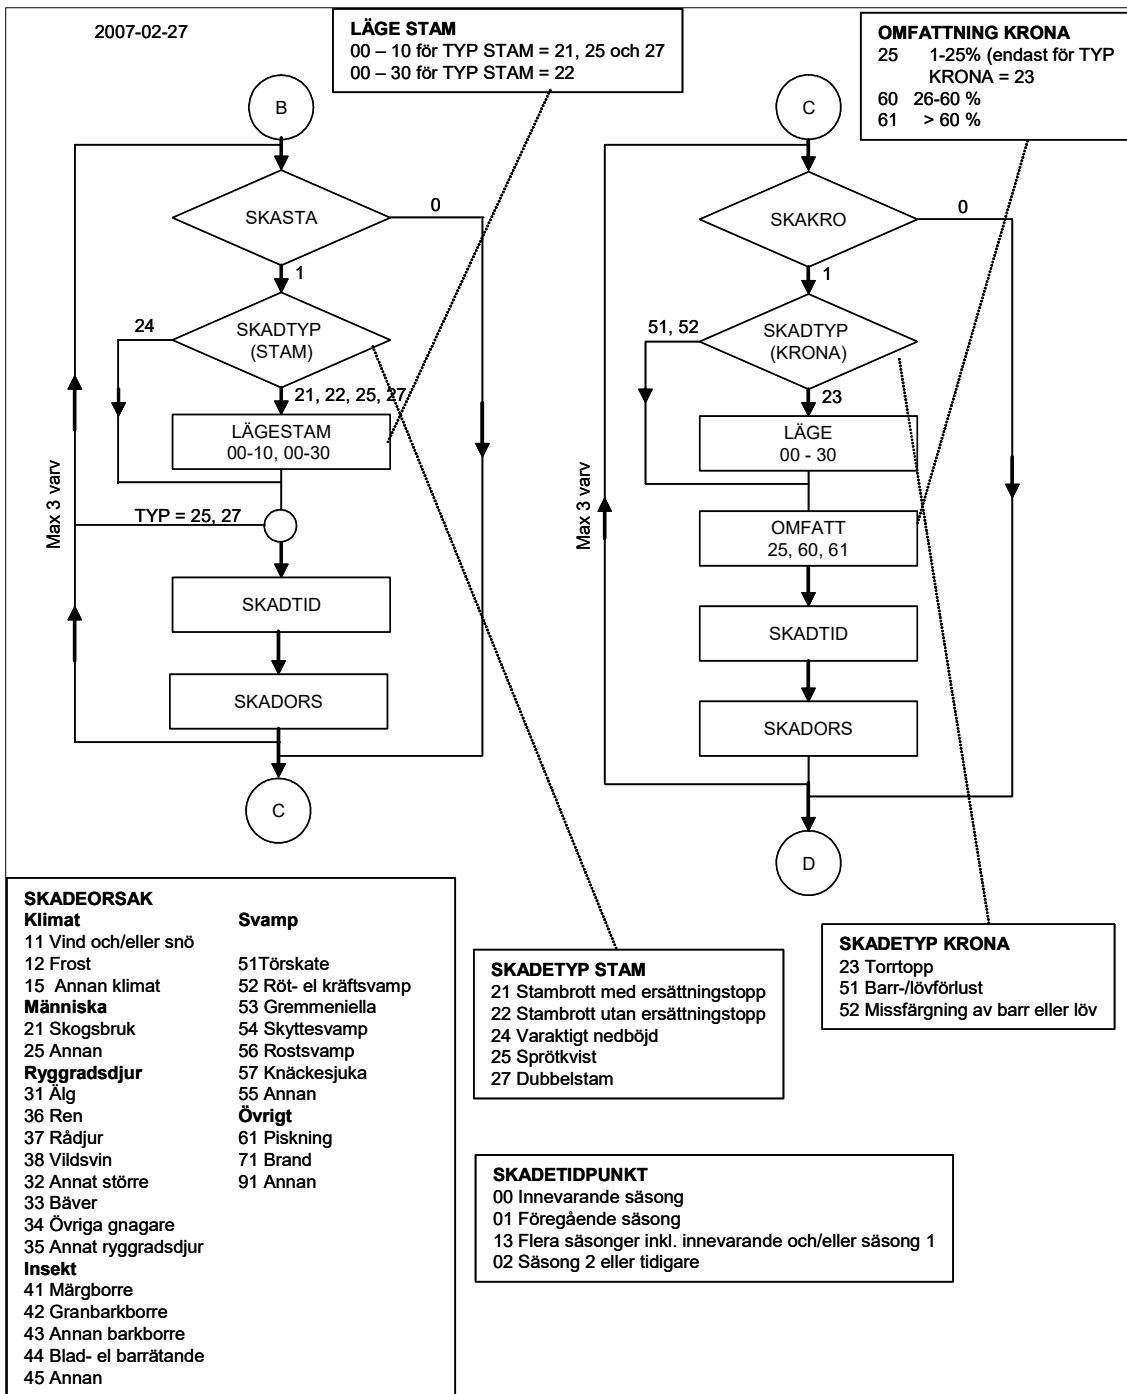 2007-02-27
LÄGE STAM
00 – 10 för TYP STAM = 21, 25 och 27
00 – 30 för TYP STAM = 22
OMFATTNING KRONA
25 1-25% (endast för TYP
KRONA = 23
60 26-60 %
61 > 60 %
B
SKASTA
0
1
24
SKADTYP
(STAM)
21, 22, 25, 27
LÄGESTAM
00-10, 00-30
Max 3 varv
TYP = 25, 27
SKADTID
SKADORS
C
C
SKAKRO
0
1
51, 52
SKADTYP
(KRONA)
23
LÄGE
00 - 30
Max 3 varv
OMFATT
25, 60, 61
SKADTID
SKADORS
D
SKADEORSAK
Klimat
11 Vind och/eller snö
12 Frost
15 Annan klimat
Människa
21 Skogsbruk
25 Annan
Ryggradsdjur
31 Älg
36 Ren
37 Rådjur
38 Vildsvin
32 Annat större
33 Bäver
34 Övriga gnagare
35 Annat ryggradsdjur
Insekt
41 Märgborre
42 Granbarkborre
43 Annan barkborre
44 Blad- el barrätande
45 Annan
Svamp
51Törskate
52 Röt- el kräftsvamp
53 Gremmeniella
54 Skyttesvamp
56 Rostsvamp
57 Knäckesjuka
55 Annan
Övrigt
61 Piskning
71 Brand
91 Annan
SKADETYP STAM
21 Stambrott med ersättningstopp
22 Stambrott utan ersättningstopp
24 Varaktigt nedböjd
25 Sprötkvist
27 Dubbelstam
SKADETYP KRONA
23 Torrtopp
51 Barr-/lövförlust
52 Missfärgning av barr eller löv
SKADETIDPUNKT
00 Innevarande säsong
01 Föregående säsong
13 Flera säsonger inkl. innevarande och/eller säsong 1
02 Säsong 2 eller tidigare